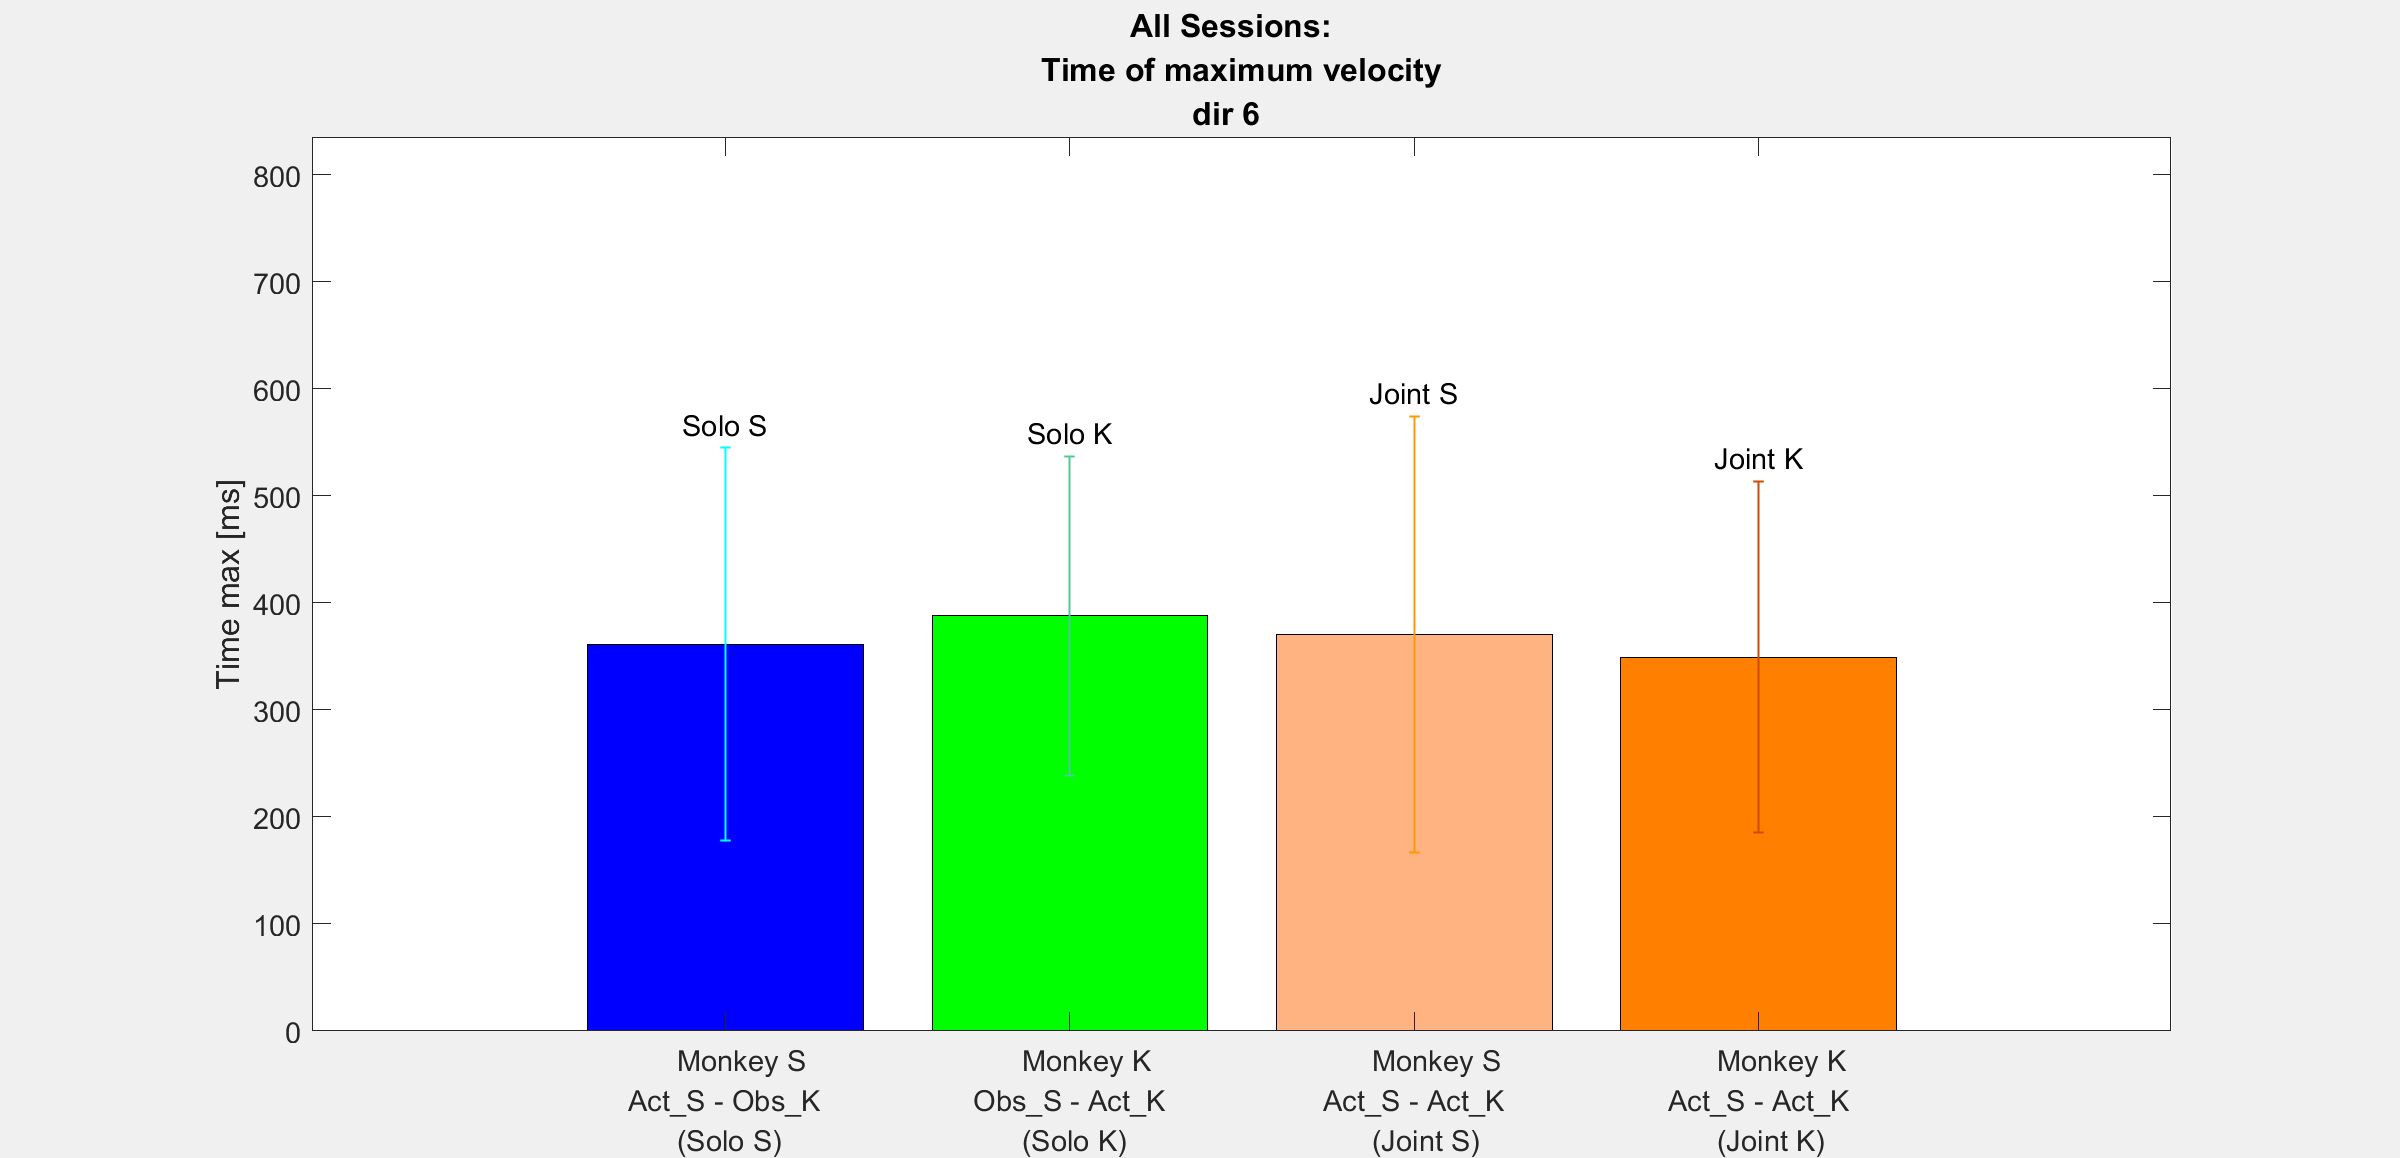 All Sessions:
Time of maximum velocity
dir 6
800
700
600
500
400
300
200
100
0
Time max [ms]
Solo S
Solo K
Joint S
Joint K
Monkey S
Act_S - Obs_K
(Solo S)
Monkey K
Obs_S - Act_K
(Solo K)
Monkey S
Act_S - Act_K
(Joint S)
Monkey K
Act_S - Act_K
(Joint K)